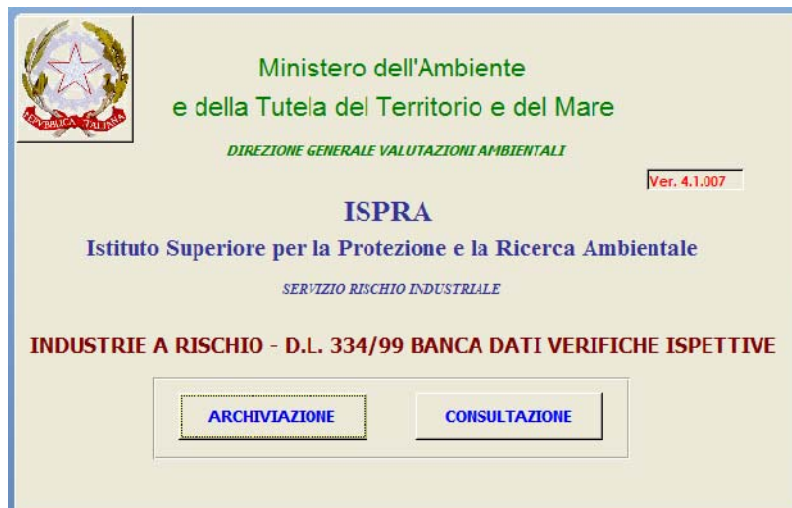 REPVBBLICA ITALIANA
Ministero dell'Ambiente
e della Tutela del Territorio e del Mare
DIREZIONE GENERALE VALUTAZIONI AMBIENTALI
Ver. 4.1.007
ISPRA
Istituto Superiore per la Protezione e la Ricerca Ambientale
SERVIZIO RISCHIO INDUSTRIALE
INDUSTRIE A RISCHIO - D.L. 334/99 BANCA DATI VERIFICHE ISPETTIVE
ARCHIVIAZIONE
CONSULTAZIONE